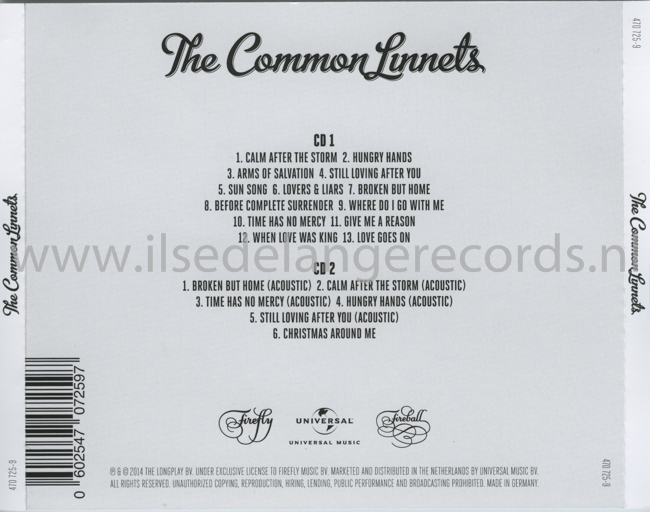 The Common Linnets
CD 1
1. CALM AFTER THE STORM 2. HUNGRY HANDS
3. ARMS OF SALVATION 4. STILL LOVING AFTER YOU
5. SUN SONG 6. LOVERS & LIARS 7. BROKEN BUT HOME
8. BEFORE COMPLETE SURRENDER 9. WHERE DO I GO WITH ME
10. TIME HAS NO MERCY 11. GIVE ME A REASON
12. WHEN LOVE WAS KING 13. LOVE GOES ON
www.ilsedelangerecords.n
CD 2
1. BROKEN BUT HOME (ACOUSTIC) 2. CALM AFTER THE STORM (ACOUSTIC)
3. TIME HAS NO MERCY (ACOUSTIC) 4. HUNGRY HANDS (ACOUSTIC)
5. STILL LOVING AFTER YOU (ACOUSTIC)
6. CHRISTMAS AROUND ME
Firefly
UNIVERSAL
UNIVERSAL MUSIC
Fireball
℗ & © 2014 THE LONGPLAY BV. UNDER EXCLUSIVE LICENSE TO FIREFLY MUSIC BV. MARKETED AND DISTRIBUTED IN THE NETHERLANDS BY UNIVERSAL MUSIC BV.
ALL RIGHTS RESERVED. UNAUTHORIZED COPYING, REPRODUCTION, HIRING, LENDING, PUBLIC PERFORMANCE AND BROADCASTING PROHIBITED. MADE IN GERMANY.
0 602547 072597
The Common Linnets
470 725-9
470 725-9
The Common Linnets
470 725-9